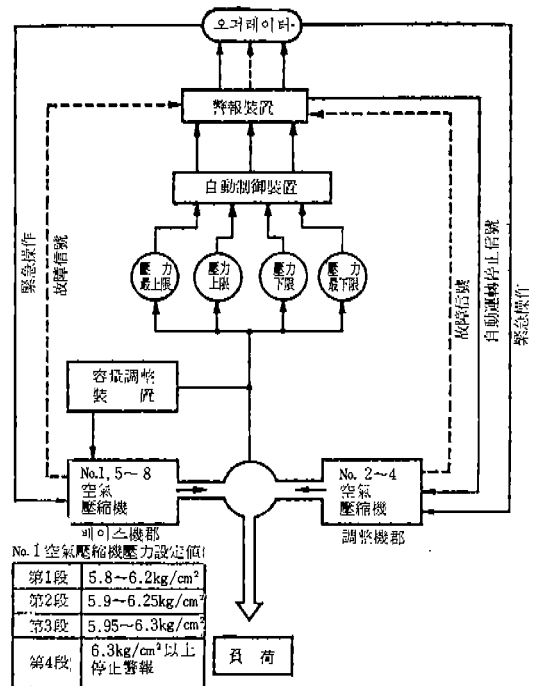 오퍼레이터
警報裝置
自動制御裝置
壓力
最上限
壓力
上限
壓力
下限
壓力
最下限
緊急操作
故障信號
故障信號
自動運轉停止信號
緊急操作
容量調整
裝置
No.1, 5~8
空氣
壓縮機
베이스機郡
No. 2~4
空氣
壓縮機
調整機郡
No.1 空氣壓縮機壓力設定値
第1段 5.8~6.2kg/cm²
第2段 5.9~6.25kg/cm²
第3段 5.95~6.3kg/cm²
第4段 6.3kg/cm²以上
停止警報
負荷